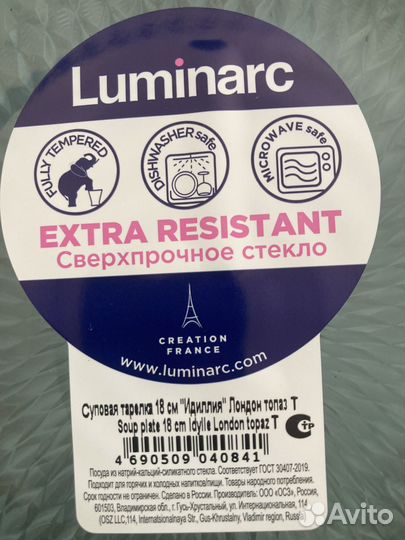 Luminarc
FULLY TEMPERED
DISHWASHER safe
MICROWAVE safe
EXTRA RESISTANT
Сверхпрочное стекло
CREATION
FRANCE
www.luminarc.com
Суповая тарелка 18 см "Идиллия" Лондон топаз Т
Soup plate 18 cm Idylle London topaz T
4 690509 040841
Посуда из натрий-кальций-силикатного стекла. Соответствует ГОСТ 30407-2019.
Подходит для горячих и холодных напитков/пищи. Товары народного потребления.
Срок годности не ограничен. Сделано в России. Производитель: ООО «ОСЗ», Россия,
601503, Владимирская обл., г. Гусь-Хрустальный, ул. Интернациональная, 114
(OSZ LLC,114, Internatsionalnaya Str., Gus-Khrustalny, Vladimir region, Russia)
Avito